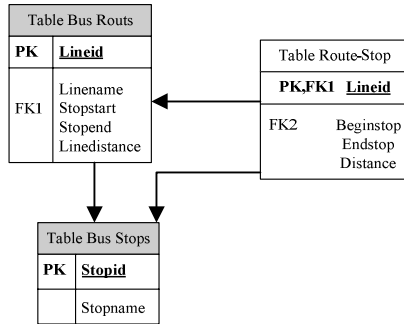 Table Bus Routs
PK Lineid
FK1 Linename
Stopstart
Stopend
Linedistance
Table Route-Stop
PK,FK1 Lineid
FK2 Beginstop
Endstop
Distance
Table Bus Stops
PK Stopid
Stopname